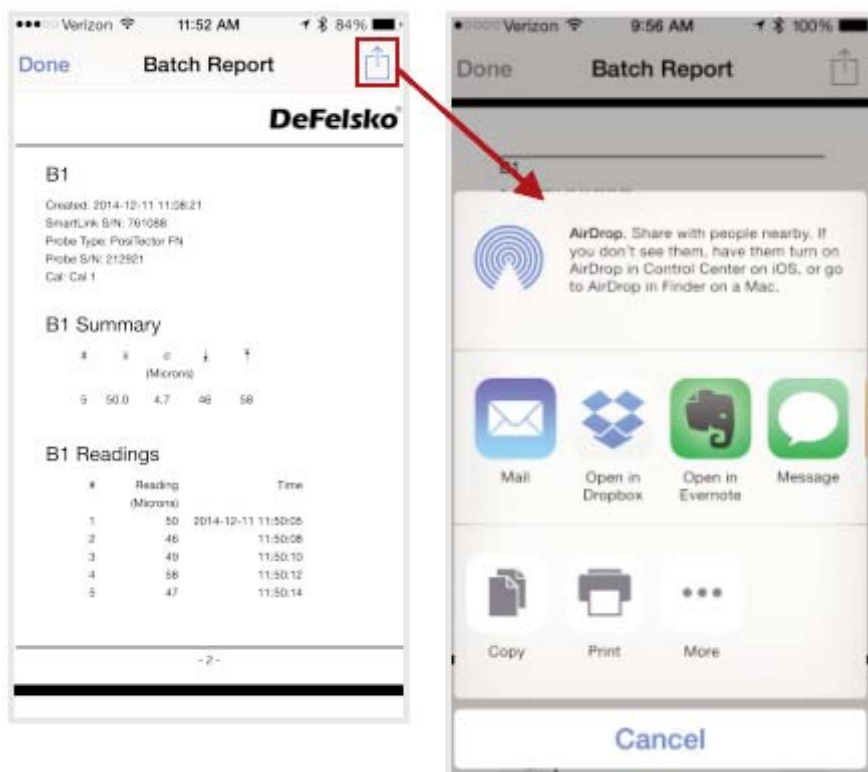 Verizon 11:52 AM 84%
Done Batch Report
DeFelsko
B1
Created: 2014-12-11 11:08:21
SmartLink S/N: 761088
Probe Type: PosiTector FN
Probe S/N: 212921
Cal: Cal 1
B1 Summary
#
(Microns)
5 50.0 4.7 46 58
B1 Readings
# Reading Time
(Microns)
1 50 2014-12-11 11:50:05
2 46 11:50:08
3 49 11:50:10
4 58 11:50:12
5 47 11:50:14
- 2 -
Verizon 9:56 AM 100%
Done Batch Report
B1
AirDrop. Share with people nearby. If
you don't see them, have them turn on
AirDrop in Control Center on iOS, or go
to AirDrop in Finder on a Mac.
Mail
Open in
Dropbox
Open in
Evernote
Message
Copy
Print
More
Cancel